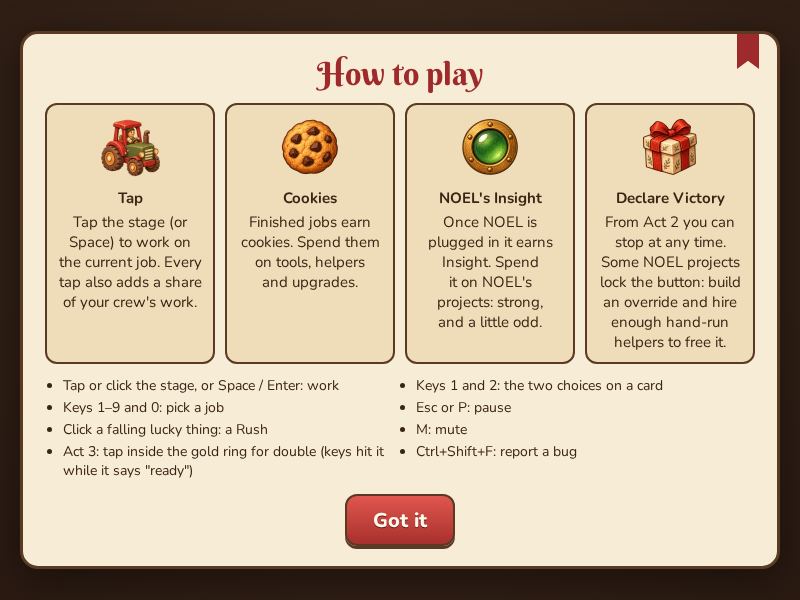 How to play
Tap
Tap the stage (or
Space) to work on
the current job. Every
tap also adds a share
of your crew's work.
Cookies
Finished jobs earn
cookies. Spend them
on tools, helpers
and upgrades.
NOEL's Insight
Once NOEL is
plugged in it earns
Insight. Spend
it on NOEL's
projects: strong,
and a little odd.
Declare Victory
From Act 2 you can
stop at any time.
Some NOEL projects
lock the button: build
an override and hire
enough hand-run
helpers to free it.
• Tap or click the stage, or Space / Enter: work
• Keys 1–9 and 0: pick a job
• Click a falling lucky thing: a Rush
• Act 3: tap inside the gold ring for double (keys hit it
while it says "ready")
• Keys 1 and 2: the two choices on a card
• Esc or P: pause
• M: mute
• Ctrl+Shift+F: report a bug
Got it